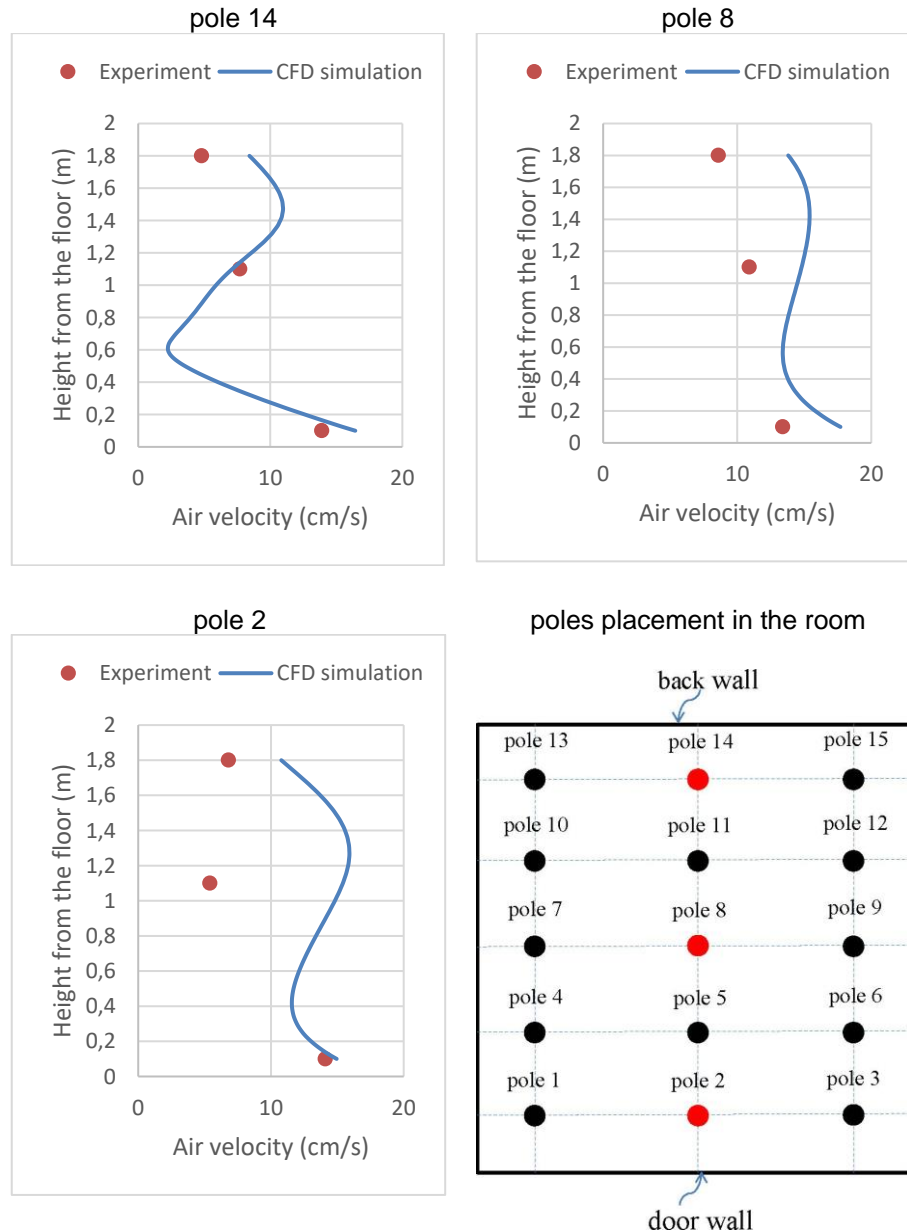 pole 14
Experiment CFD simulation
Height from the floor (m)
2
1,8
1,6
1,4
1,2
1
0,8
0,6
0,4
0,2
0
0 10 20
Air velocity (cm/s)
pole 8
Experiment CFD simulation
Height from the floor (m)
2
1,8
1,6
1,4
1,2
1
0,8
0,6
0,4
0,2
0
0 10 20
Air velocity (cm/s)
pole 2
Experiment CFD simulation
Height from the floor (m)
2
1,8
1,6
1,4
1,2
1
0,8
0,6
0,4
0,2
0
0 10 20
Air velocity (cm/s)
poles placement in the room
back wall
pole 13 pole 14 pole 15
pole 10 pole 11 pole 12
pole 7 pole 8 pole 9
pole 4 pole 5 pole 6
pole 1 pole 2 pole 3
door wall